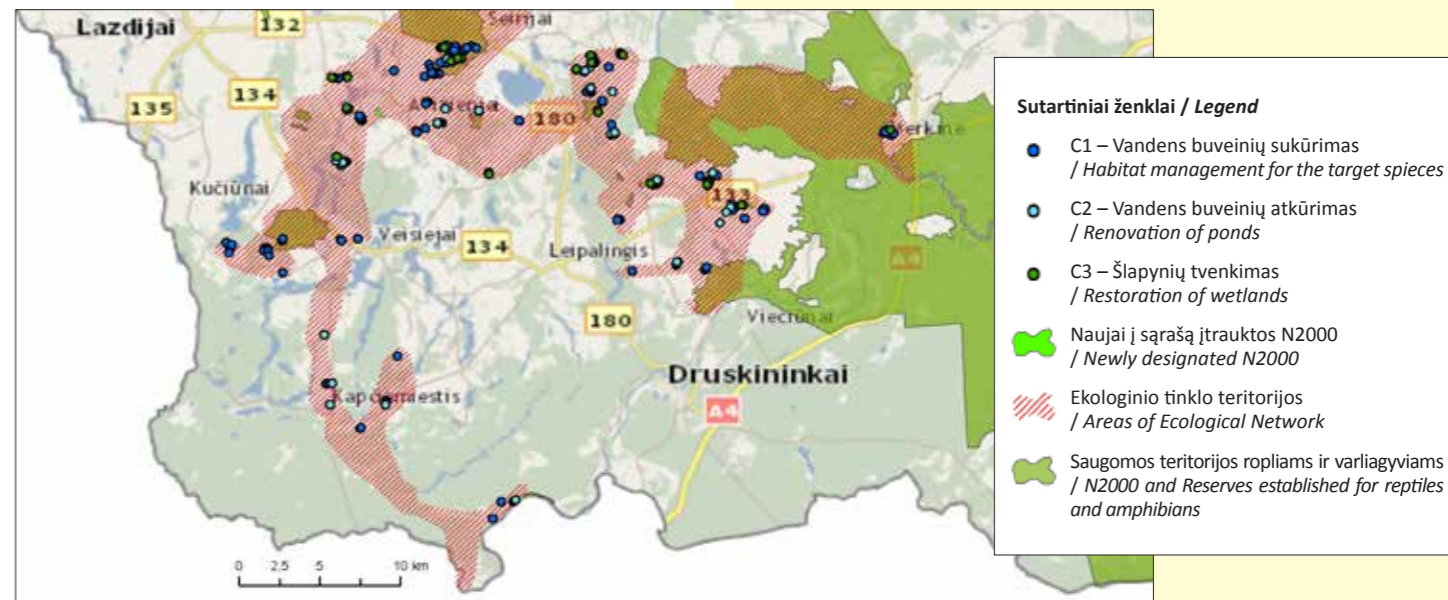 Seirijai
Lazdijai
132
134
135
180
Merkinė
133
Kučiūnai
Veisiejai
134
Leipalingis
180
Viečiūnai
Druskininkai
A4
Kapčiamiestis
0 2,5 5 10 km
Sutartiniai ženklai / Legend
C1 – Vandens buveinių sukūrimas
/ Habitat management for the target spieces
C2 – Vandens buveinių atkūrimas
/ Renovation of ponds
C3 – Šlapynių tvenkimas
/ Restoration of wetlands
Naujai į sąrašą įtrauktos N2000
/ Newly designated N2000
Ekologinio tinklo teritorijos
/ Areas of Ecological Network
Saugomos teritorijos ropliams ir varliagyviams
/ N2000 and Reserves established for reptiles
and amphibians